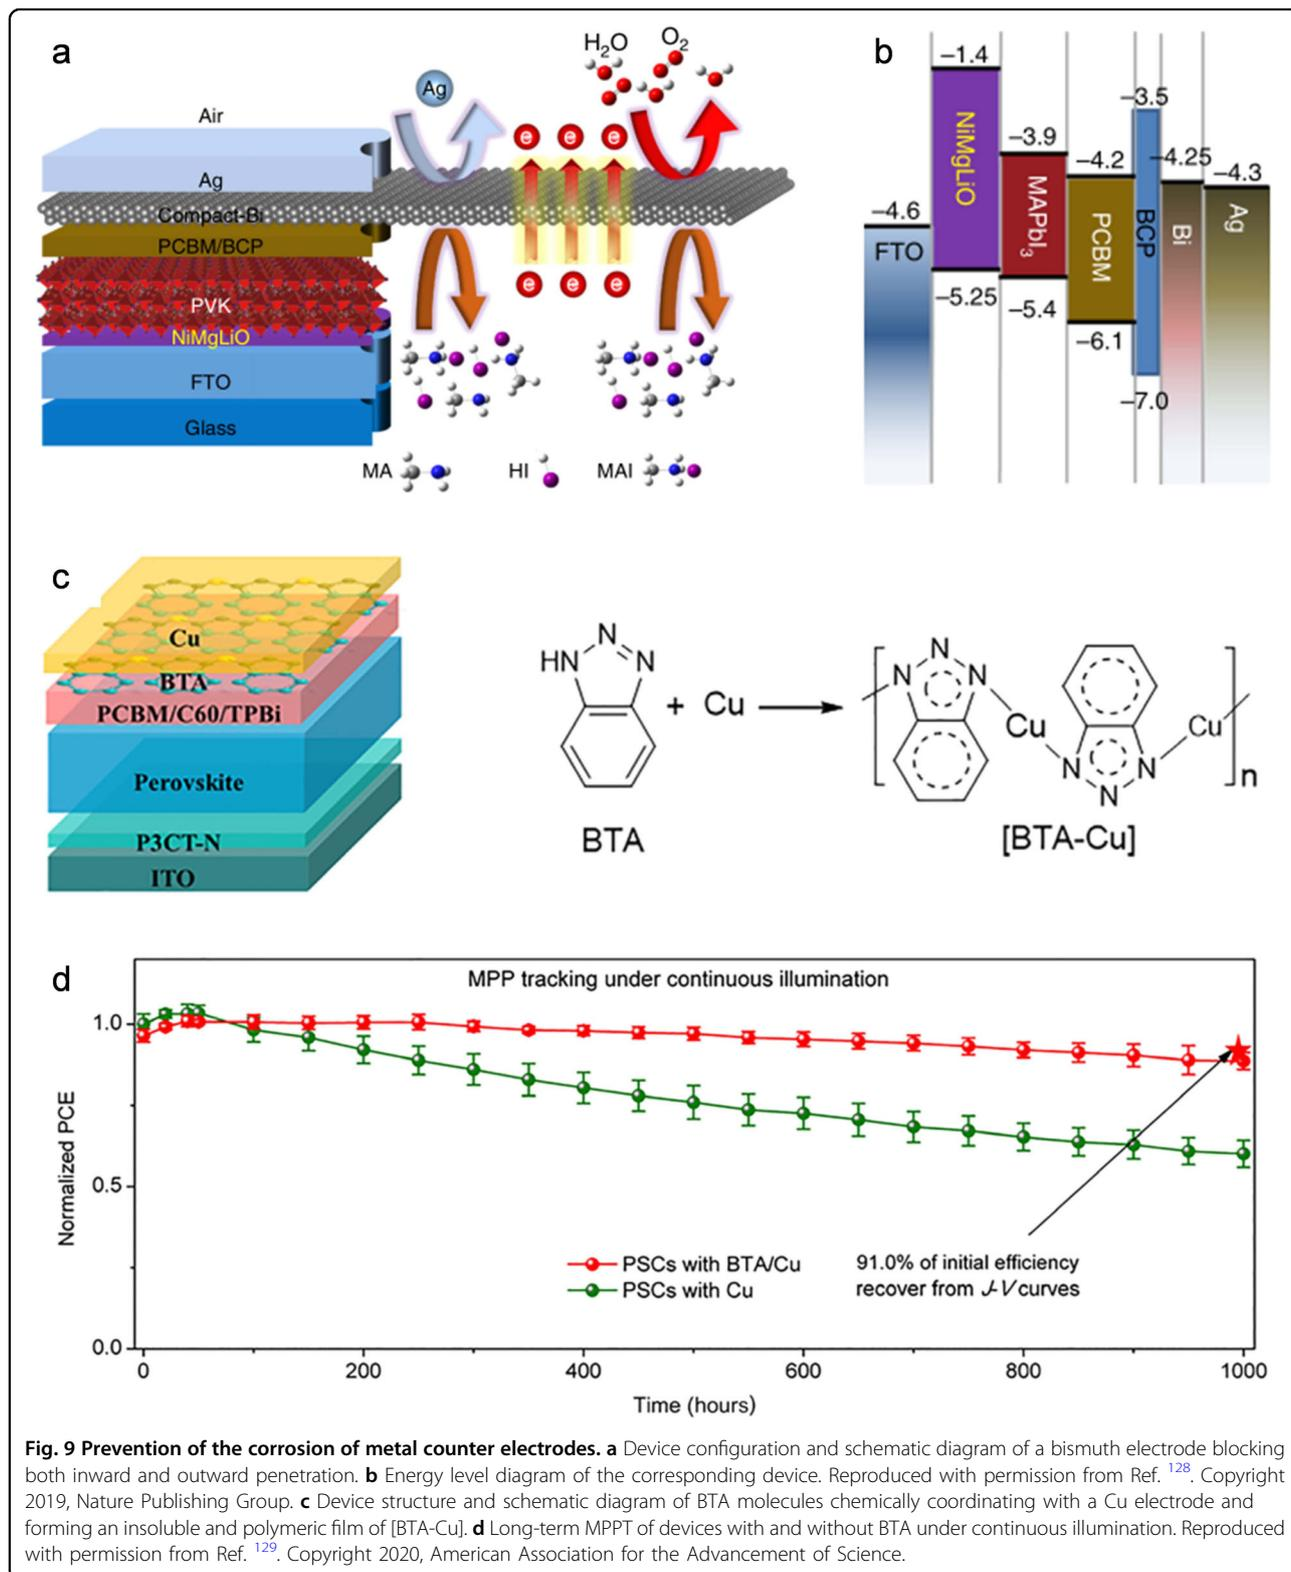 a
H₂O
O₂
Ag
Air
Ag
Compact-Bi
PCBM/BCP
PVK
NiMgLiO
FTO
Glass
e e e
e e e
MA
HI
MAI
b
−1.4
−3.5
−3.9
−4.2
−4.25
−4.3
−4.6
FTO
NiMgLiO
MAPbI₃
PCBM
BCP
Bi
Ag
−5.25
−5.4
−6.1
−7.0
c
Cu
BTA
PCBM/C60/TPBi
Perovskite
P3CT-N
ITO
N
HN
N
+ Cu
BTA
N
N
N
Cu
N
N
N
Cu
n
[BTA-Cu]
d
MPP tracking under continuous illumination
1.0
0.5
0.0
Normalized PCE
PSCs with BTA/Cu
PSCs with Cu
91.0% of initial efficiency
recover from J-V curves
0 200 400 600 800 1000
Time (hours)
Fig. 9 Prevention of the corrosion of metal counter electrodes. a Device configuration and schematic diagram of a bismuth electrode blocking
both inward and outward penetration. b Energy level diagram of the corresponding device. Reproduced with permission from Ref. 128. Copyright
2019, Nature Publishing Group. c Device structure and schematic diagram of BTA molecules chemically coordinating with a Cu electrode and
forming an insoluble and polymeric film of [BTA-Cu]. d Long-term MPPT of devices with and without BTA under continuous illumination. Reproduced
with permission from Ref. 129. Copyright 2020, American Association for the Advancement of Science.